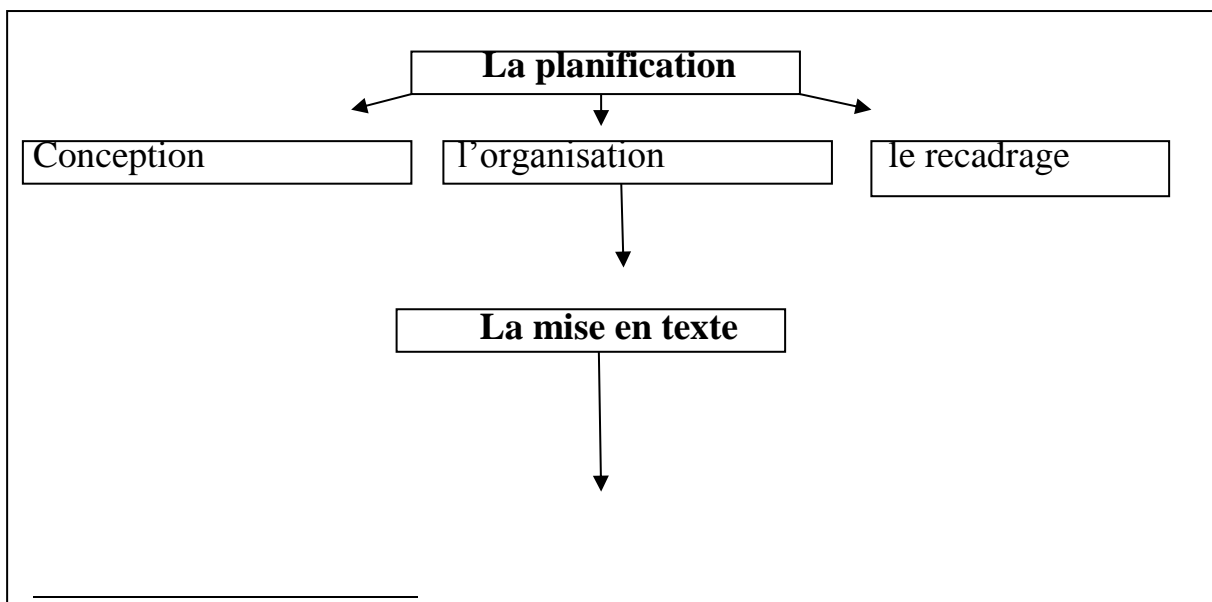 La planification
Conception l’organisation le recadrage
La mise en texte